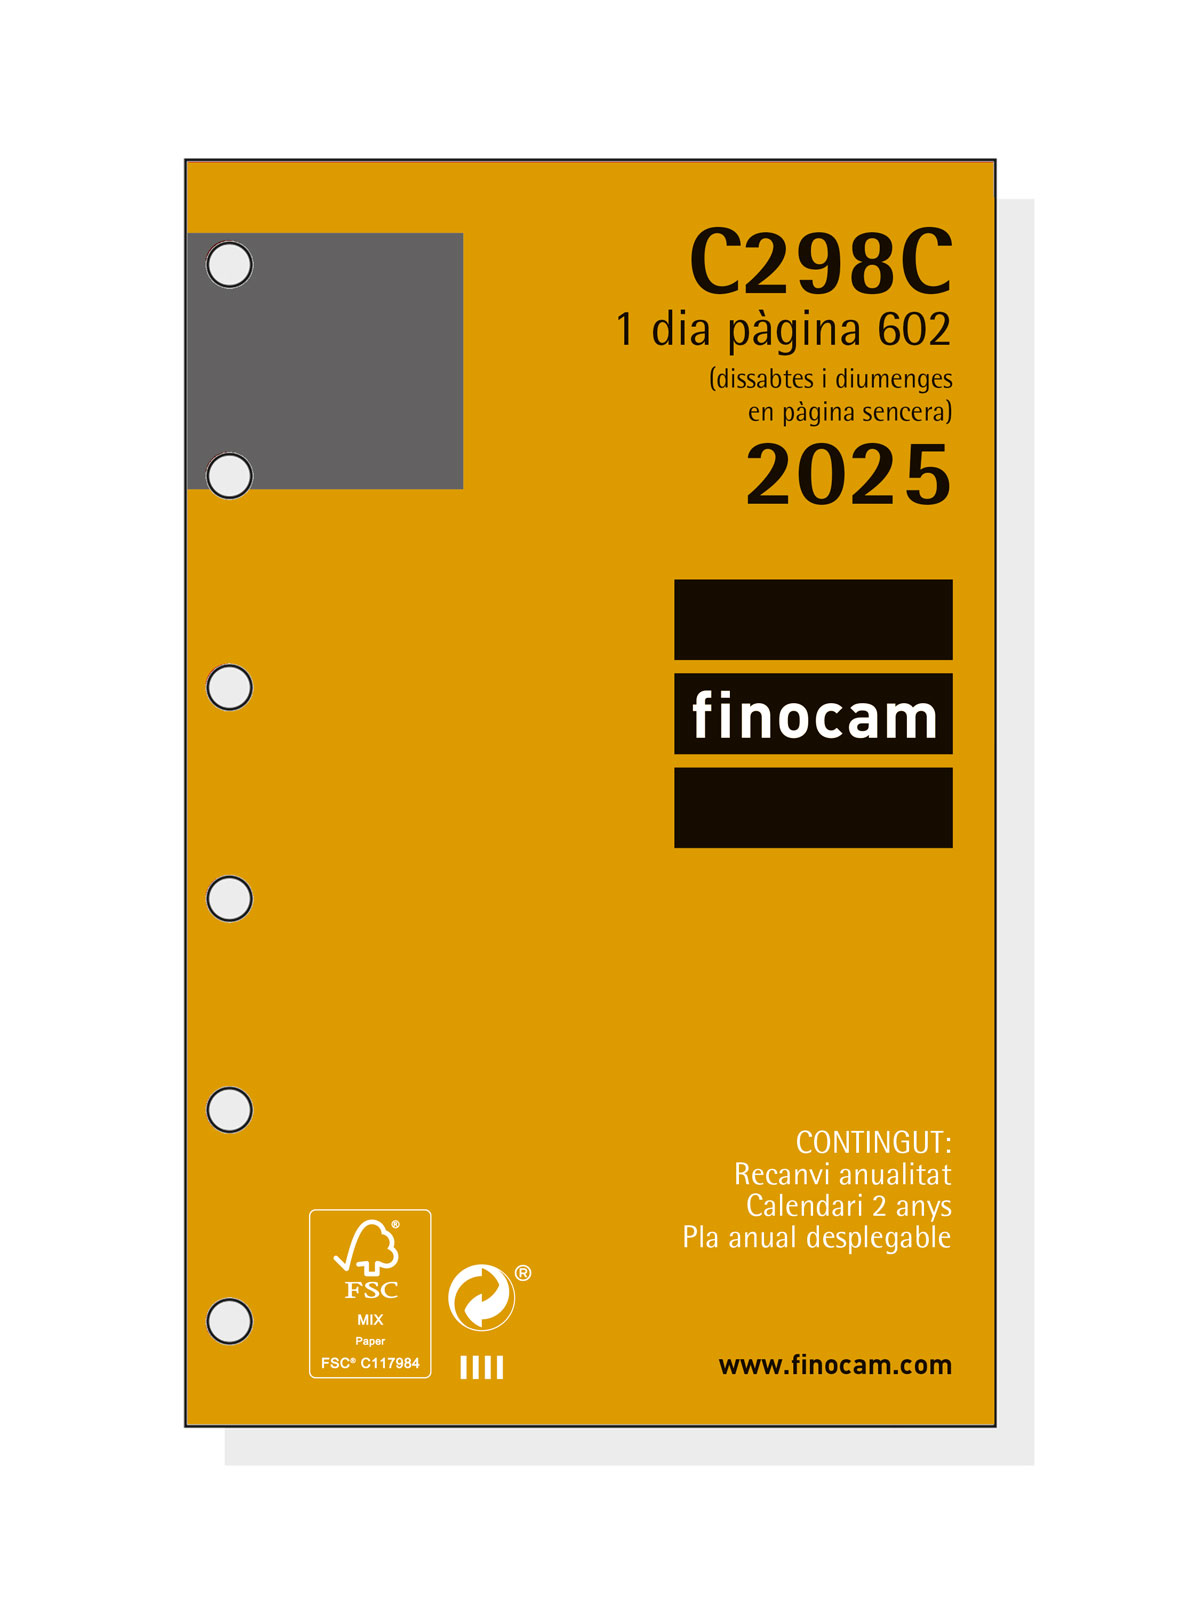 C298C
1 dia pàgina 602
(dissabtes i diumenges
en pàgina sencera)
2025
finocam
CONTINGUT:
Recanvi anualitat
Calendari 2 anys
Pla anual desplegable
®
FSC
MIX
Paper
FSC® C117984
®
www.finocam.com